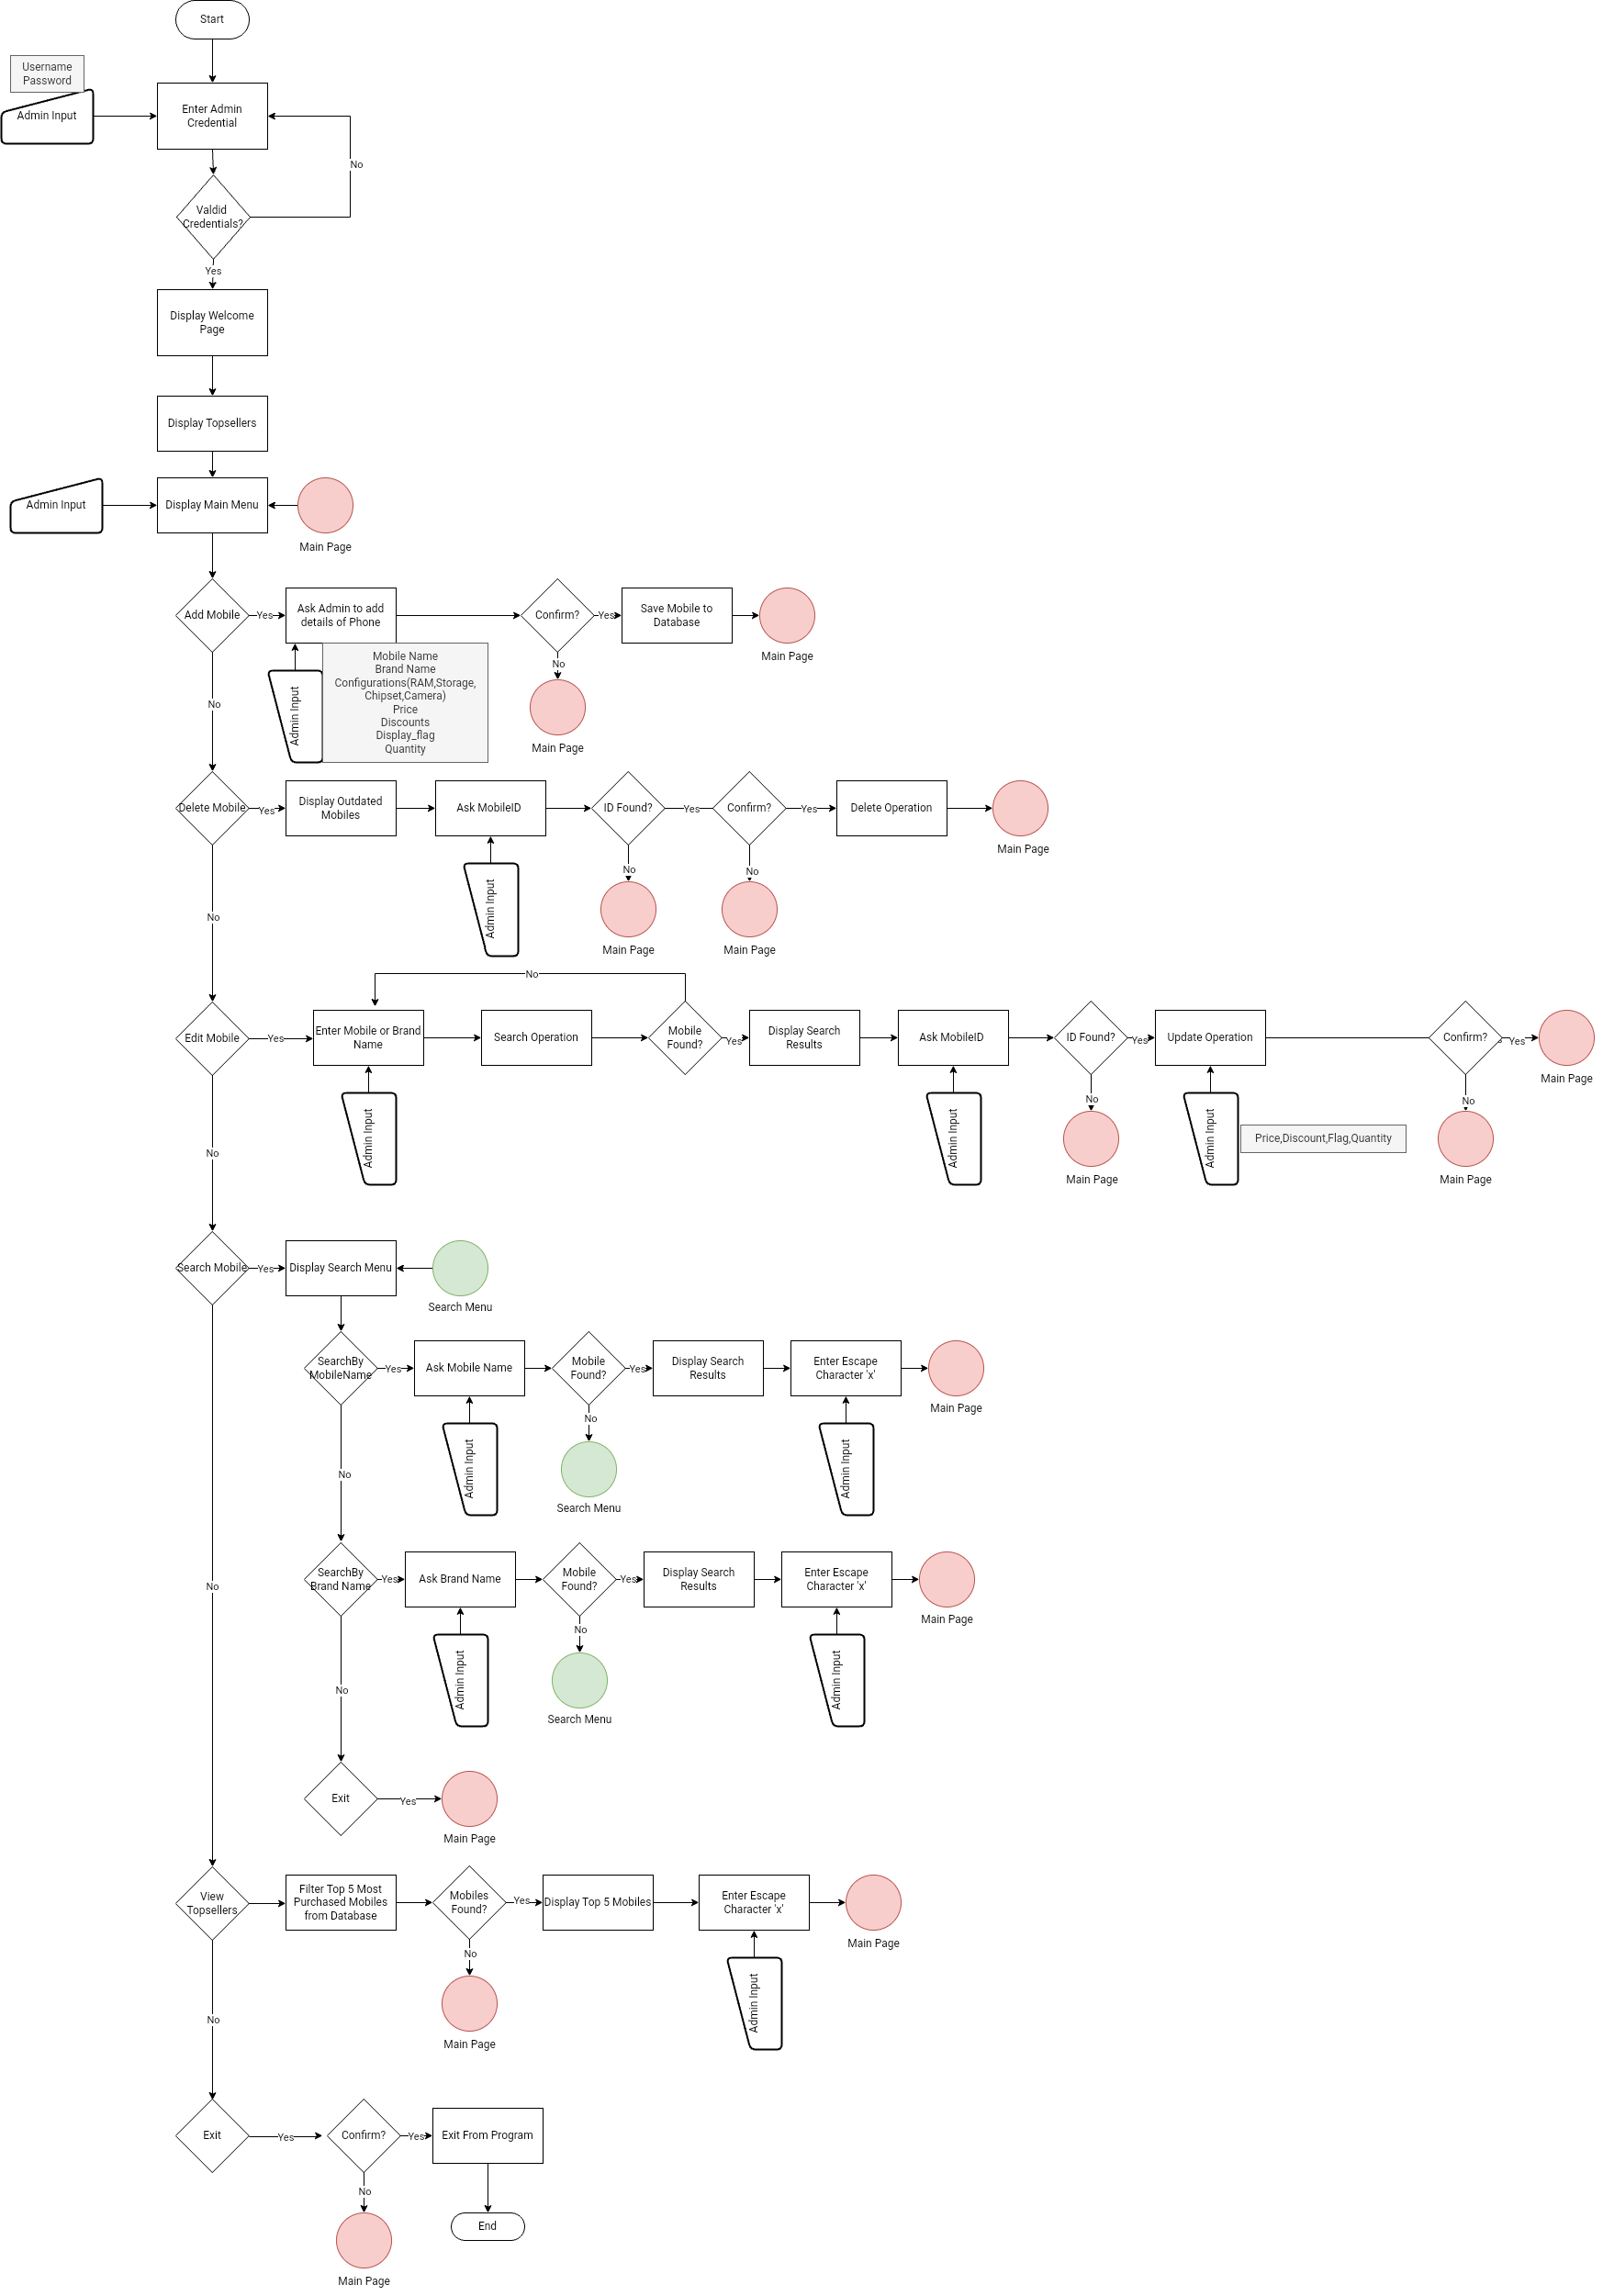 Start
Username
Password
Admin Input
Enter Admin
Credential
No
Valdid
Credentials?
Yes
Display Welcome
Page
Display Topsellers
Admin Input
Display Main Menu
Main Page
Add Mobile
Yes
Ask Admin to add
details of Phone
Confirm?
Yes
Save Mobile to
Database
Main Page
No
Main Page
Admin Input
Mobile Name
Brand Name
Configurations(RAM,Storage,
Chipset,Camera)
Price
Discounts
Display_flag
Quantity
No
Delete Mobile
Yes
Display Outdated
Mobiles
Ask MobileID
ID Found?
Yes
Confirm?
Yes
Delete Operation
Main Page
Admin Input
No
Main Page
No
Main Page
No
No
Edit Mobile
Yes
Enter Mobile or Brand
Name
Search Operation
Mobile
Found?
Yes
Display Search
Results
Ask MobileID
ID Found?
Yes
Update Operation
Confirm?
Yes
Main Page
Admin Input
Admin Input
No
Main Page
Admin Input
Price,Discount,Flag,Quantity
No
Main Page
No
Search Mobile
Yes
Display Search Menu
Search Menu
SearchBy
MobileName
Yes
Ask Mobile Name
Mobile
Found?
Yes
Display Search
Results
Enter Escape
Character 'x'
Main Page
Admin Input
No
Search Menu
Admin Input
No
SearchBy
Brand Name
Yes
Ask Brand Name
Mobile
Found?
Yes
Display Search
Results
Enter Escape
Character 'x'
Main Page
Admin Input
No
Search Menu
Admin Input
No
No
Exit
Yes
Main Page
View
Topsellers
Filter Top 5 Most
Purchased Mobiles
from Database
Mobiles
Found?
Yes
Display Top 5 Mobiles
Enter Escape
Character 'x'
Main Page
No
Main Page
Admin Input
No
Exit
Yes
Confirm?
Yes
Exit From Program
No
Main Page
End